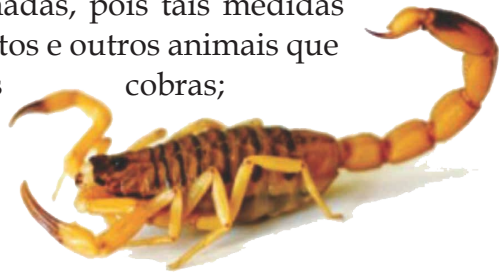 adas, pois tais medidas
tos e outros animais que
s cobras;